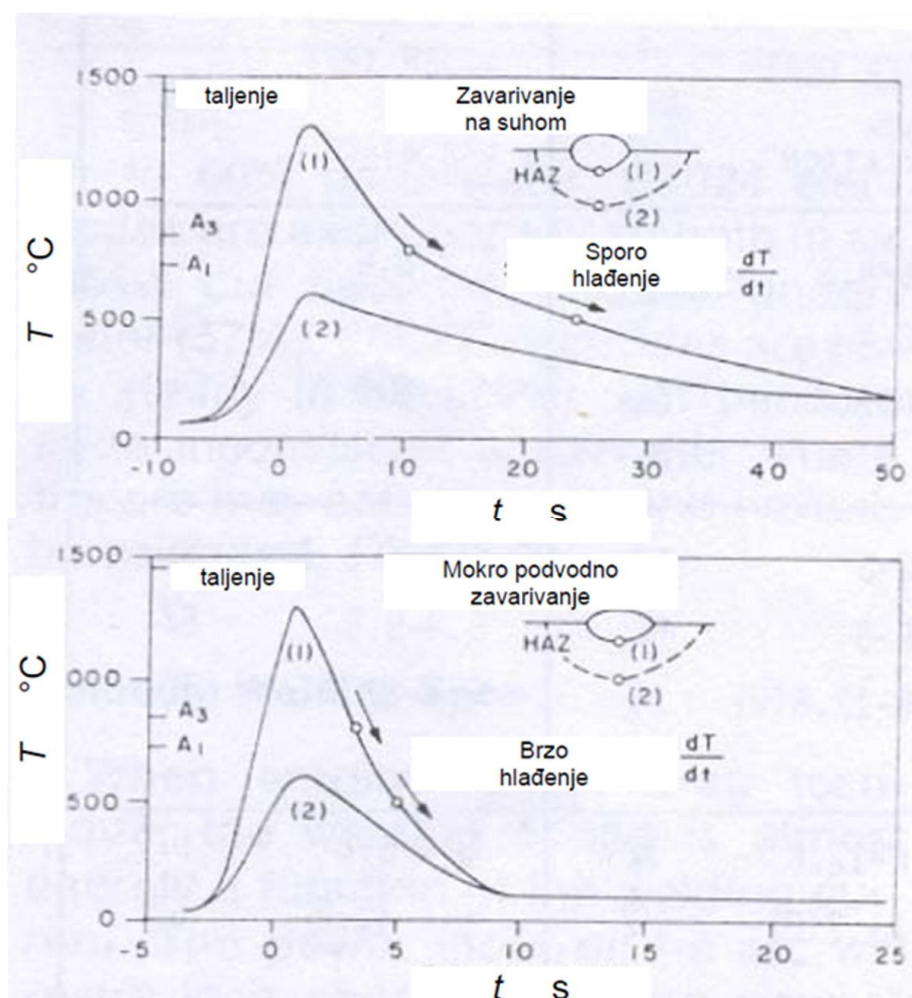 1500
taljenje
Zavarivanje
na suhom
(1)
HAZ
(1)
(2)
1000
A3
A1
T °C
Sporo
hlađenje
dT
dt
500
(2)
0
-10 0 10 20 30 40 50
t s
1500
taljenje
Mokro podvodno
zavarivanje
(1)
HAZ
(1)
(2)
000
A3
A1
T °C
Brzo
hlađenje
dT
dt
500
(2)
0
-5 0 5 10 15 20 25
t s